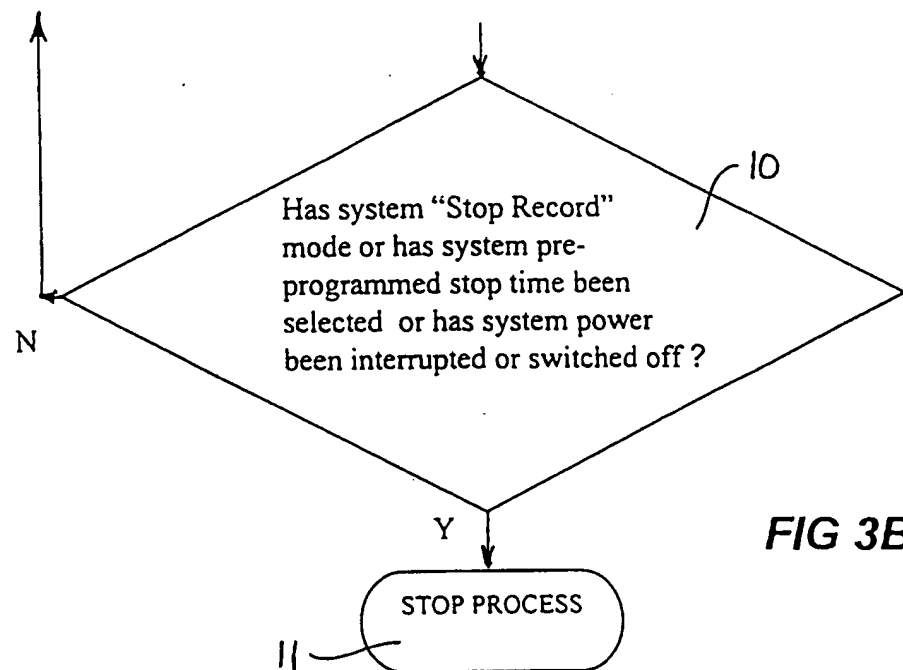 10
Has system “Stop Record”
mode or has system pre-
programmed stop time been
selected or has system power
been interrupted or switched off ?
N
Y
FIG 3B
STOP PROCESS
11